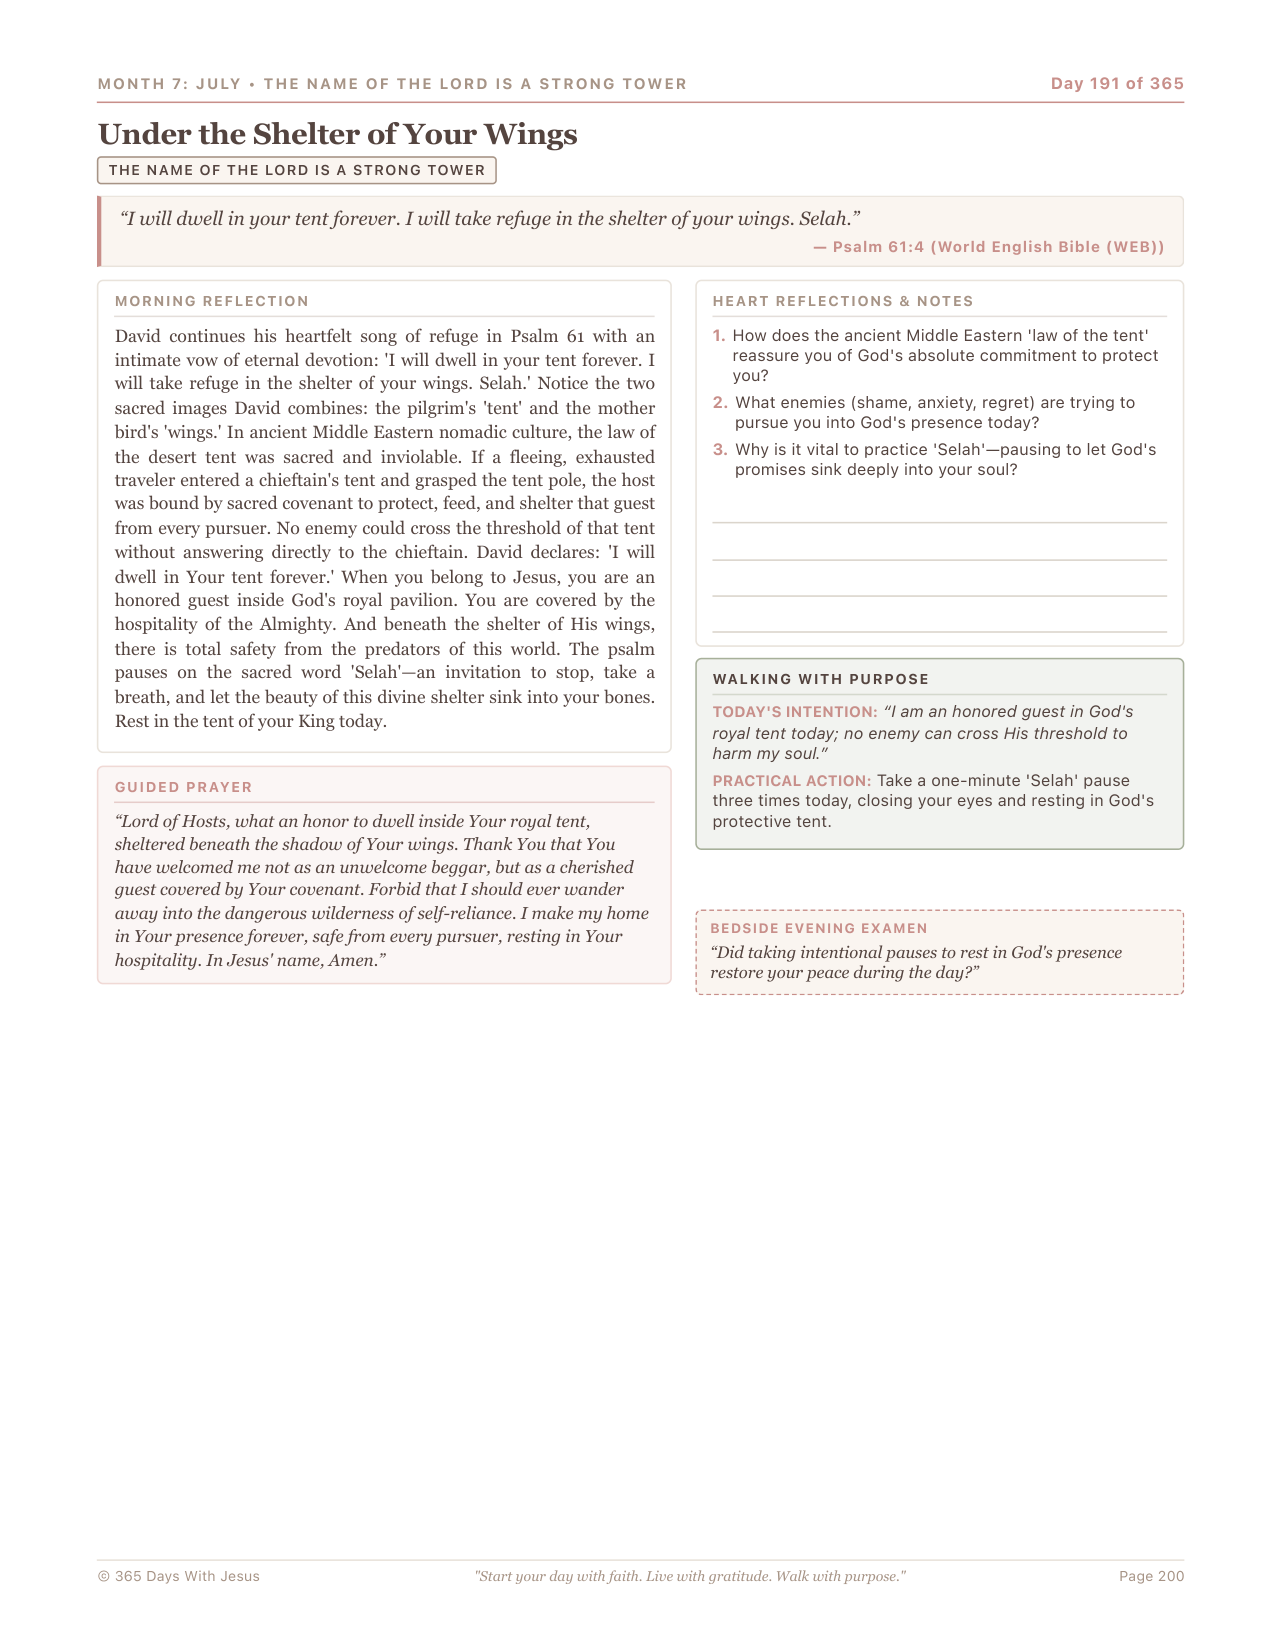 MONTH 7: JULY • THE NAME OF THE LORD IS A STRONG TOWER
Day 191 of 365
Under the Shelter of Your Wings
THE NAME OF THE LORD IS A STRONG TOWER
“I will dwell in your tent forever. I will take refuge in the shelter of your wings. Selah.”
— Psalm 61:4 (World English Bible (WEB))
MORNING REFLECTION
David continues his heartfelt song of refuge in Psalm 61 with an
intimate vow of eternal devotion: 'I will dwell in your tent forever. I
will take refuge in the shelter of your wings. Selah.' Notice the two
sacred images David combines: the pilgrim's 'tent' and the mother
bird's 'wings.' In ancient Middle Eastern nomadic culture, the law of
the desert tent was sacred and inviolable. If a fleeing, exhausted
traveler entered a chieftain's tent and grasped the tent pole, the host
was bound by sacred covenant to protect, feed, and shelter that guest
from every pursuer. No enemy could cross the threshold of that tent
without answering directly to the chieftain. David declares: 'I will
dwell in Your tent forever.' When you belong to Jesus, you are an
honored guest inside God's royal pavilion. You are covered by the
hospitality of the Almighty. And beneath the shelter of His wings,
there is total safety from the predators of this world. The psalm
pauses on the sacred word 'Selah'—an invitation to stop, take a
breath, and let the beauty of this divine shelter sink into your bones.
Rest in the tent of your King today.
GUIDED PRAYER
“Lord of Hosts, what an honor to dwell inside Your royal tent,
sheltered beneath the shadow of Your wings. Thank You that You
have welcomed me not as an unwelcome beggar, but as a cherished
guest covered by Your covenant. Forbid that I should ever wander
away into the dangerous wilderness of self-reliance. I make my home
in Your presence forever, safe from every pursuer, resting in Your
hospitality. In Jesus' name, Amen.”
HEART REFLECTIONS & NOTES
1. How does the ancient Middle Eastern 'law of the tent'
reassure you of God's absolute commitment to protect
you?
2. What enemies (shame, anxiety, regret) are trying to
pursue you into God's presence today?
3. Why is it vital to practice 'Selah'—pausing to let God's
promises sink deeply into your soul?
WALKING WITH PURPOSE
TODAY'S INTENTION: “I am an honored guest in God's
royal tent today; no enemy can cross His threshold to
harm my soul.”
PRACTICAL ACTION: Take a one-minute 'Selah' pause
three times today, closing your eyes and resting in God's
protective tent.
BEDSIDE EVENING EXAMEN
“Did taking intentional pauses to rest in God's presence
restore your peace during the day?”
© 365 Days With Jesus
"Start your day with faith. Live with gratitude. Walk with purpose."
Page 200